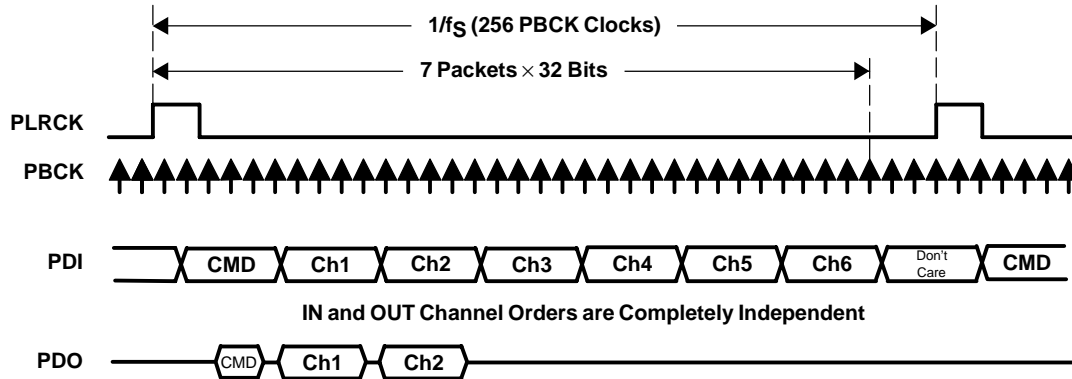 1/fS (256 PBCK Clocks)
7 Packets × 32 Bits
PLRCK
PBCK
PDI CMD Ch1 Ch2 Ch3 Ch4 Ch5 Ch6 Don't Care CMD
IN and OUT Channel Orders are Completely Independent
PDO CMD Ch1 Ch2